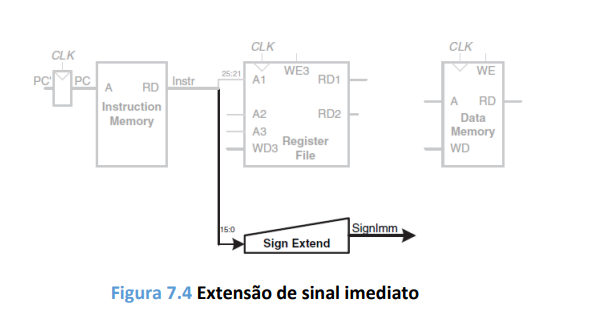 CLK
PC'
PC
A
RD
Instruction
Memory
Instr
25:21
CLK
WE3
A1
RD1
A2
RD2
A3
WD3
Register
File
CLK
WE
A
RD
Data
Memory
WD
15:0
Sign Extend
SignImm
Figura 7.4 Extensão de sinal imediato